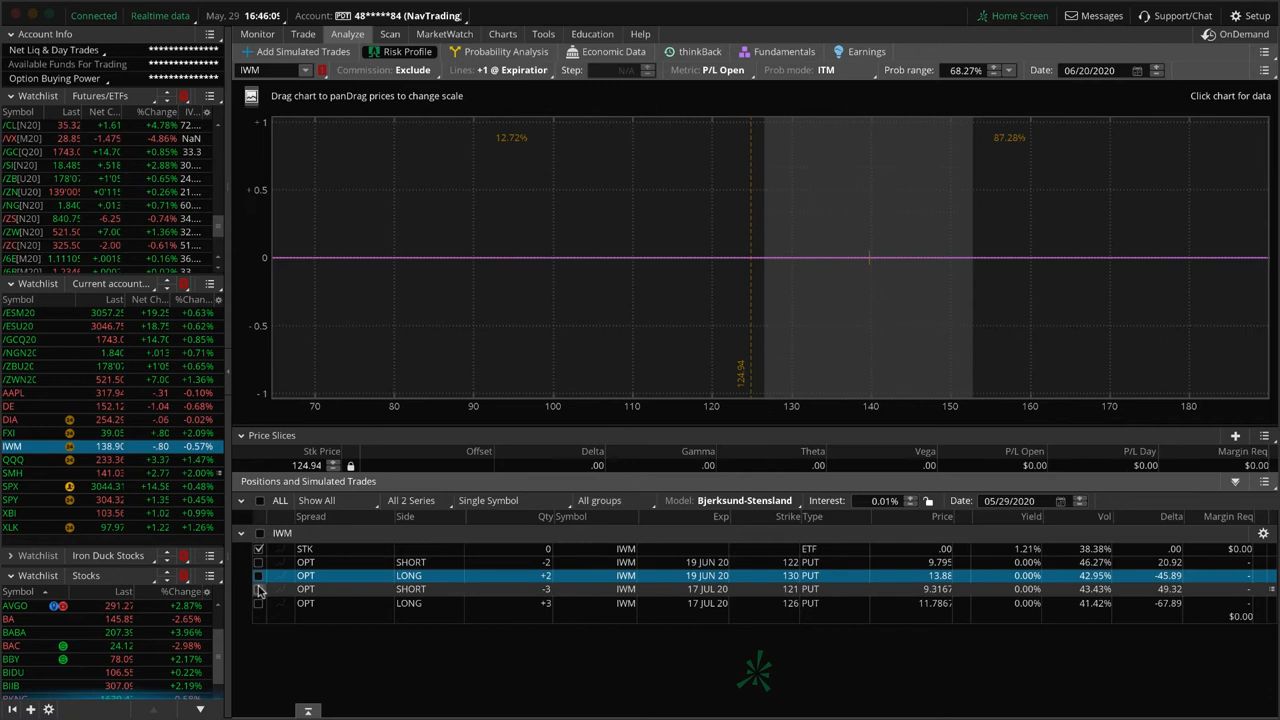 Connected Realtime data May, 29 16:46:09 Account: PDT 48*****84 (NavTrading) Home Screen Messages Support/Chat Setup
Account Info
Monitor Trade Analyze Scan MarketWatch Charts Tools Education Help OnDemand
Net Liq & Day Trades **************
Available Funds For Trading **************
Option Buying Power **************
Add Simulated Trades Risk Profile Probability Analysis Economic Data thinkBack Fundamentals Earnings
IWM Commission: Exclude Lines: +1 @ Expiration Step: N/A Metric: P/L Open Prob mode: ITM Prob range: 68.27% Date: 06/20/2020
Drag chart to pan Drag prices to change scale Click chart for data
Watchlist Futures/ETFs
Symbol Last Net C... %Change IV...
/CL[N20] 35.32 +1.61 +4.78% 72....
/VX[M20] 28.85 -1.475 -4.86% NaN
/GC[Q20] 1743.0 +14.70 +0.85% 33.3
/SI[N20] 18.485 +.518 +2.88% 30....
/ZB[U20] 178'07 +1'05 +0.65% 24....
/ZN[U20] 139'005 +0'115 +0.26% 21....
/NG[N20] 1.840 +.013 +0.71% 60....
/ZS[N20] 840.75 -6.25 -0.74% 34....
/ZW[N20] 521.50 +7.00 +1.36% 32....
/ZC[N20] 325.50 -2.00 -0.61% 51....
/6E[M20] 1.11105 +.0018 +0.16% 36....
+1
+0.5
0
-0.5
-1
12.72% 87.28%
124.94
70 80 90 100 110 120 130 140 150 160 170 180
Watchlist Current account...
Symbol Last Net Ch... %Chan...
/ESM20 3057.25 +19.25 +0.63%
/ESU20 3046.75 +18.75 +0.62%
/GCQ20 1743.0 +14.70 +0.85%
/NGN20 1.840 +.013 +0.71%
/ZBU20 178'07 +1'05 +0.65%
/ZWN20 521.50 +7.00 +1.36%
AAPL 317.94 -.31 -0.10%
DE 152.12 -1.04 -0.68%
DIA 254.29 -.06 -0.02%
FXI 39.05 +.80 +2.09%
IWM 138.90 -.80 -0.57%
QQQ 233.36 +3.37 +1.47%
SMH 141.03 +2.77 +2.00%
SPX 3044.31 +14.58 +0.48%
SPY 304.32 +1.35 +0.45%
XBI 103.56 +1.02 +0.99%
XLK 97.97 +1.22 +1.26%
Price Slices
Stk Price Offset Delta Gamma Theta Vega P/L Open P/L Day Margin Req
124.94 .00 .00 .00 .00 $0.00 $0.00 $0.00
Positions and Simulated Trades
ALL Show All All 2 Series Single Symbol All groups Model: Bjerksund-Stensland Interest: 0.01% Date: 05/29/2020
Spread Side Qty Symbol Exp Strike Type Price Yield Vol Delta Margin Req
IWM
STK 0 IWM ETF .00 1.21% 38.38% .00 $0.00
OPT SHORT -2 IWM 19 JUN 20 122 PUT 9.795 0.00% 46.27% 20.92 -
OPT LONG +2 IWM 19 JUN 20 130 PUT 13.88 0.00% 42.95% -45.89 -
OPT SHORT -3 IWM 17 JUL 20 121 PUT 9.3167 0.00% 43.43% 49.32 -
OPT LONG +3 IWM 17 JUL 20 126 PUT 11.7867 0.00% 41.42% -67.89 -
$0.00
Watchlist Iron Duck Stocks
Watchlist Stocks
Symbol Last %Change
AVGO 291.27 +2.87%
BA 145.85 -2.65%
BABA 207.39 +3.96%
BAC 24.12 -2.98%
BBY 78.09 +2.17%
BIDU 106.55 +0.22%
BIIB 307.09 +2.19%